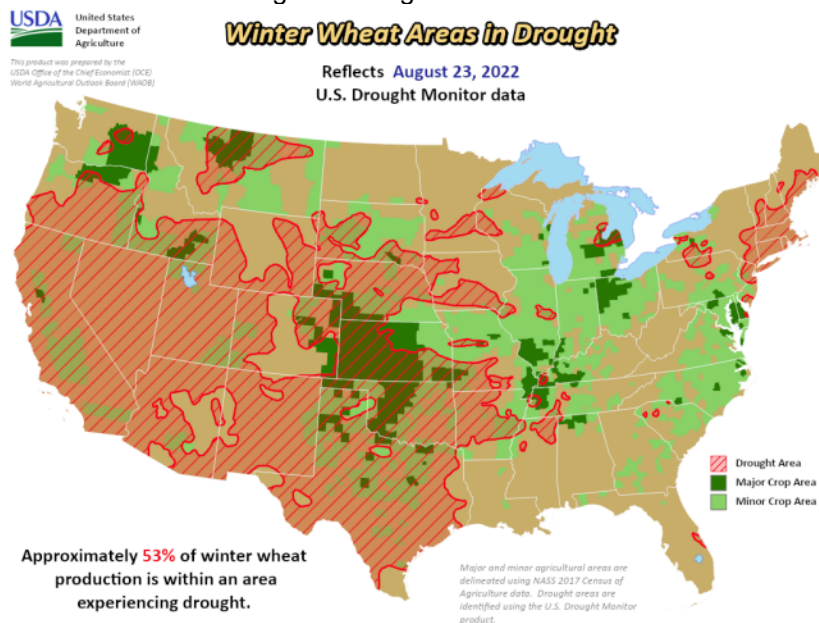 USDA
United States
Department of
Agriculture
This product was prepared by the
USDA Office of the Chief Economist (OCE)
World Agricultural Outlook Board (WAOB)
Winter Wheat Areas in Drought
Reflects August 23, 2022
U.S. Drought Monitor data
Drought Area
Major Crop Area
Minor Crop Area
Approximately 53% of winter wheat
production is within an area
experiencing drought.
Major and minor agricultural areas are
delineated using NASS 2017 Census of
Agriculture data. Drought areas are
identified using the U.S. Drought Monitor
product.